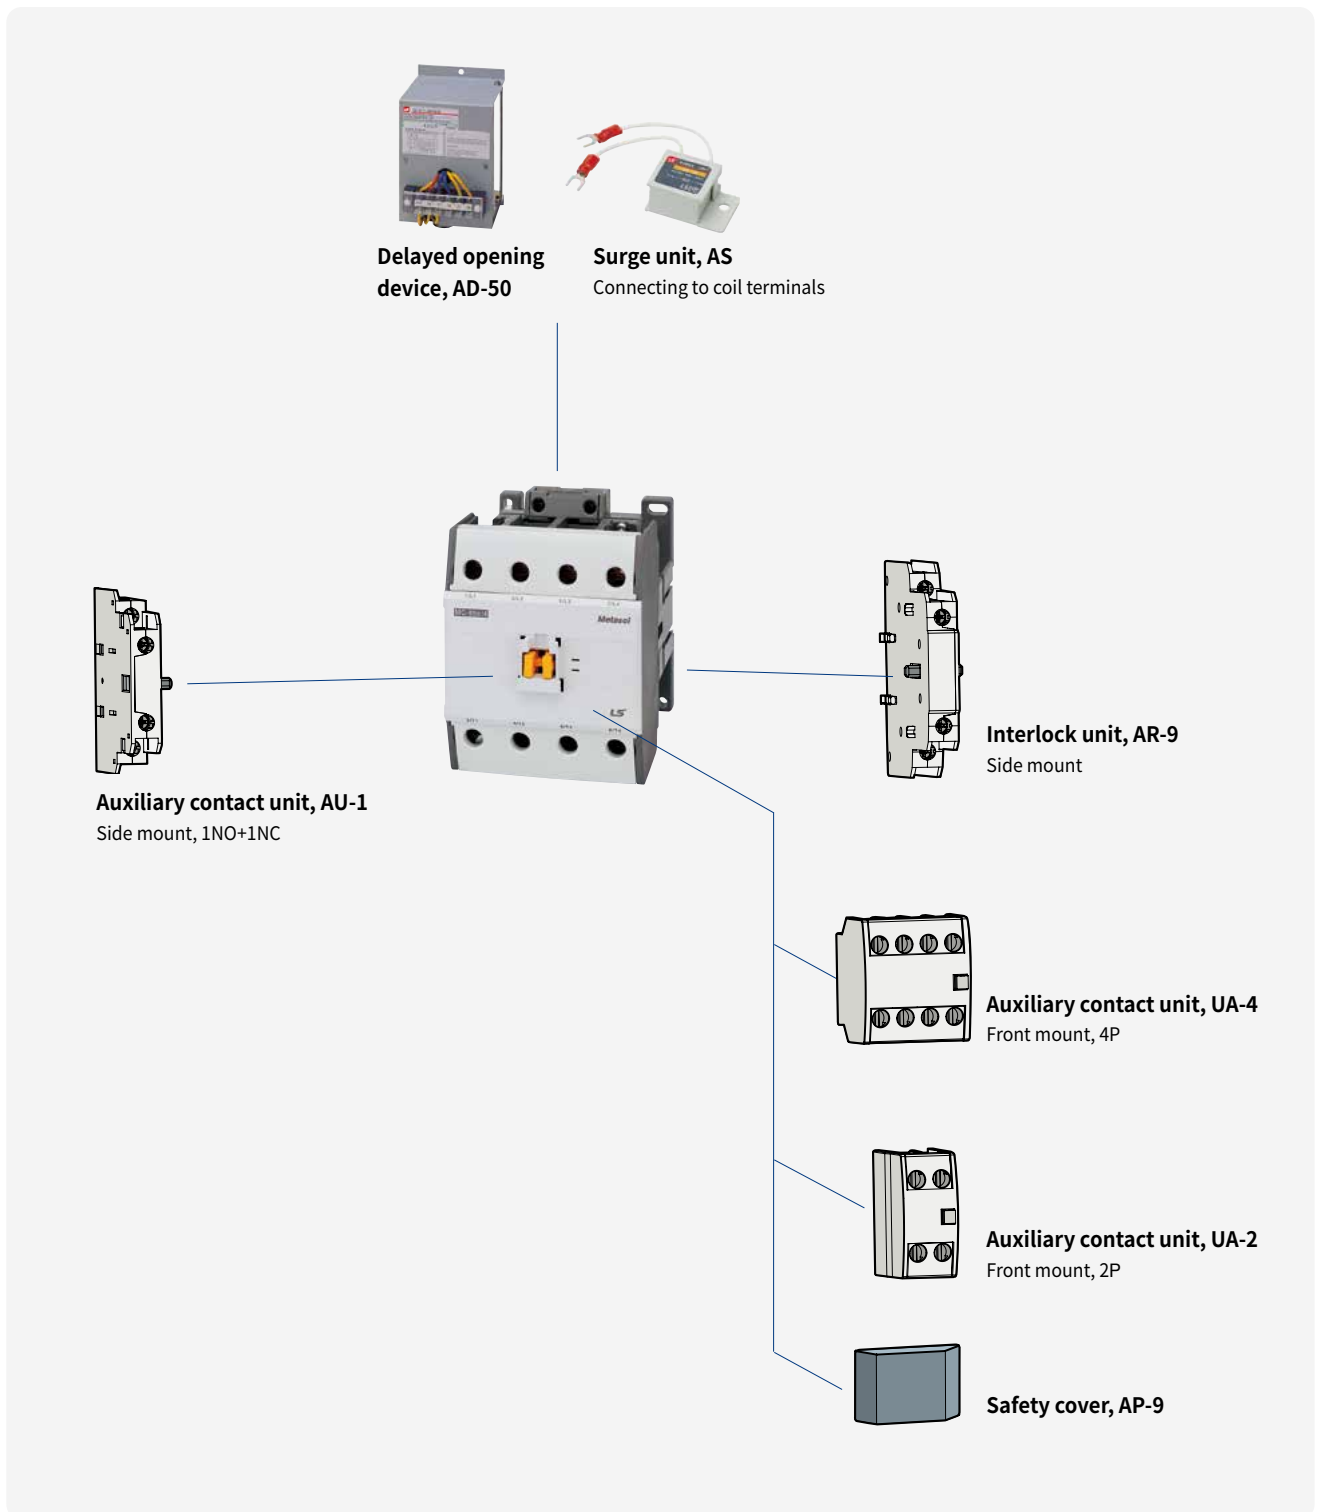 Delayed opening
device, AD-50
Surge unit, AS
Connecting to coil terminals
Metasol
LS
Auxiliary contact unit, AU-1
Side mount, 1NO+1NC
Interlock unit, AR-9
Side mount
Auxiliary contact unit, UA-4
Front mount, 4P
Auxiliary contact unit, UA-2
Front mount, 2P
Safety cover, AP-9